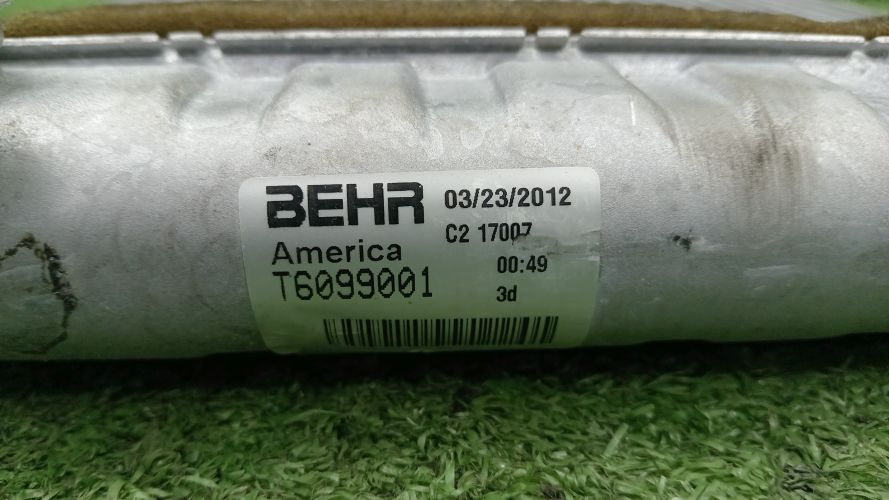 BEHR 03/23/2012
C2 17007
America
00:49
T6099001
3d